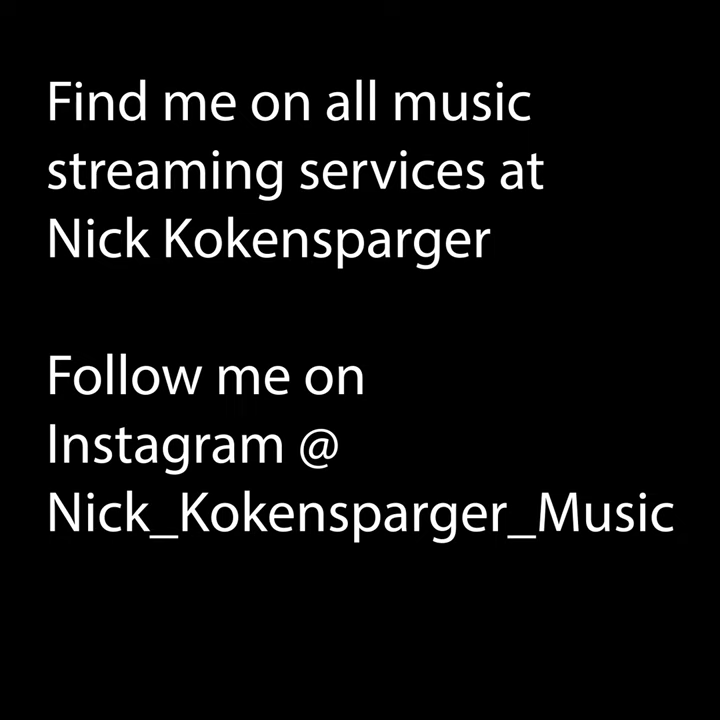 Find me on all music
streaming services at
Nick Kokensparger
Follow me on
Instagram @
Nick_Kokensparger_Music